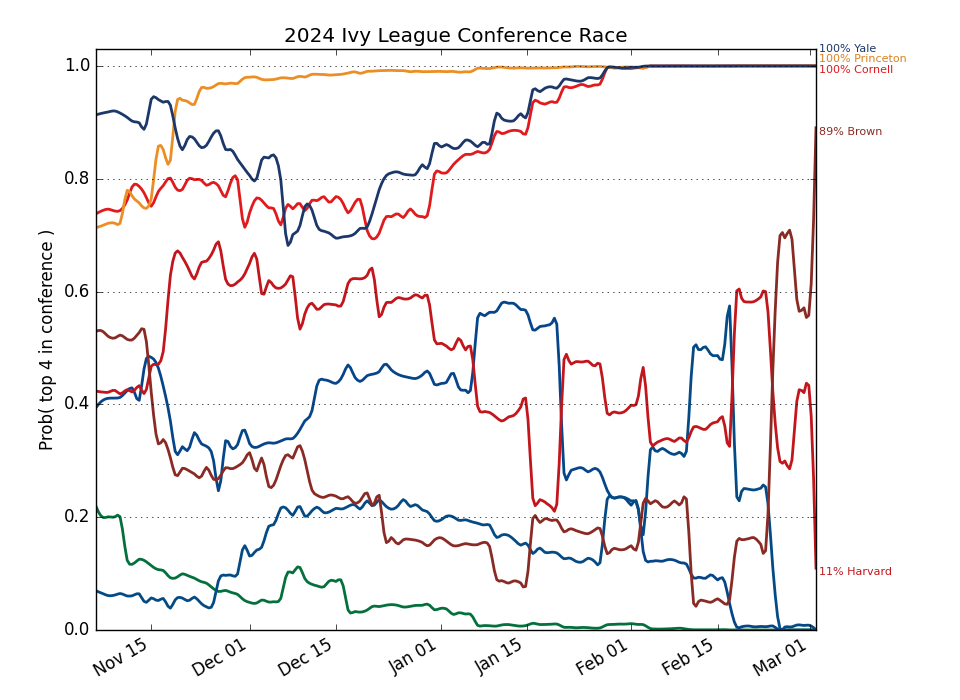 2024 Ivy League Conference Race
100% Yale
100% Princeton
100% Cornell
89% Brown
11% Harvard
Prob( top 4 in conference )
1.0
0.8
0.6
0.4
0.2
0.0
Nov 15
Dec 01
Dec 15
Jan 01
Jan 15
Feb 01
Feb 15
Mar 01